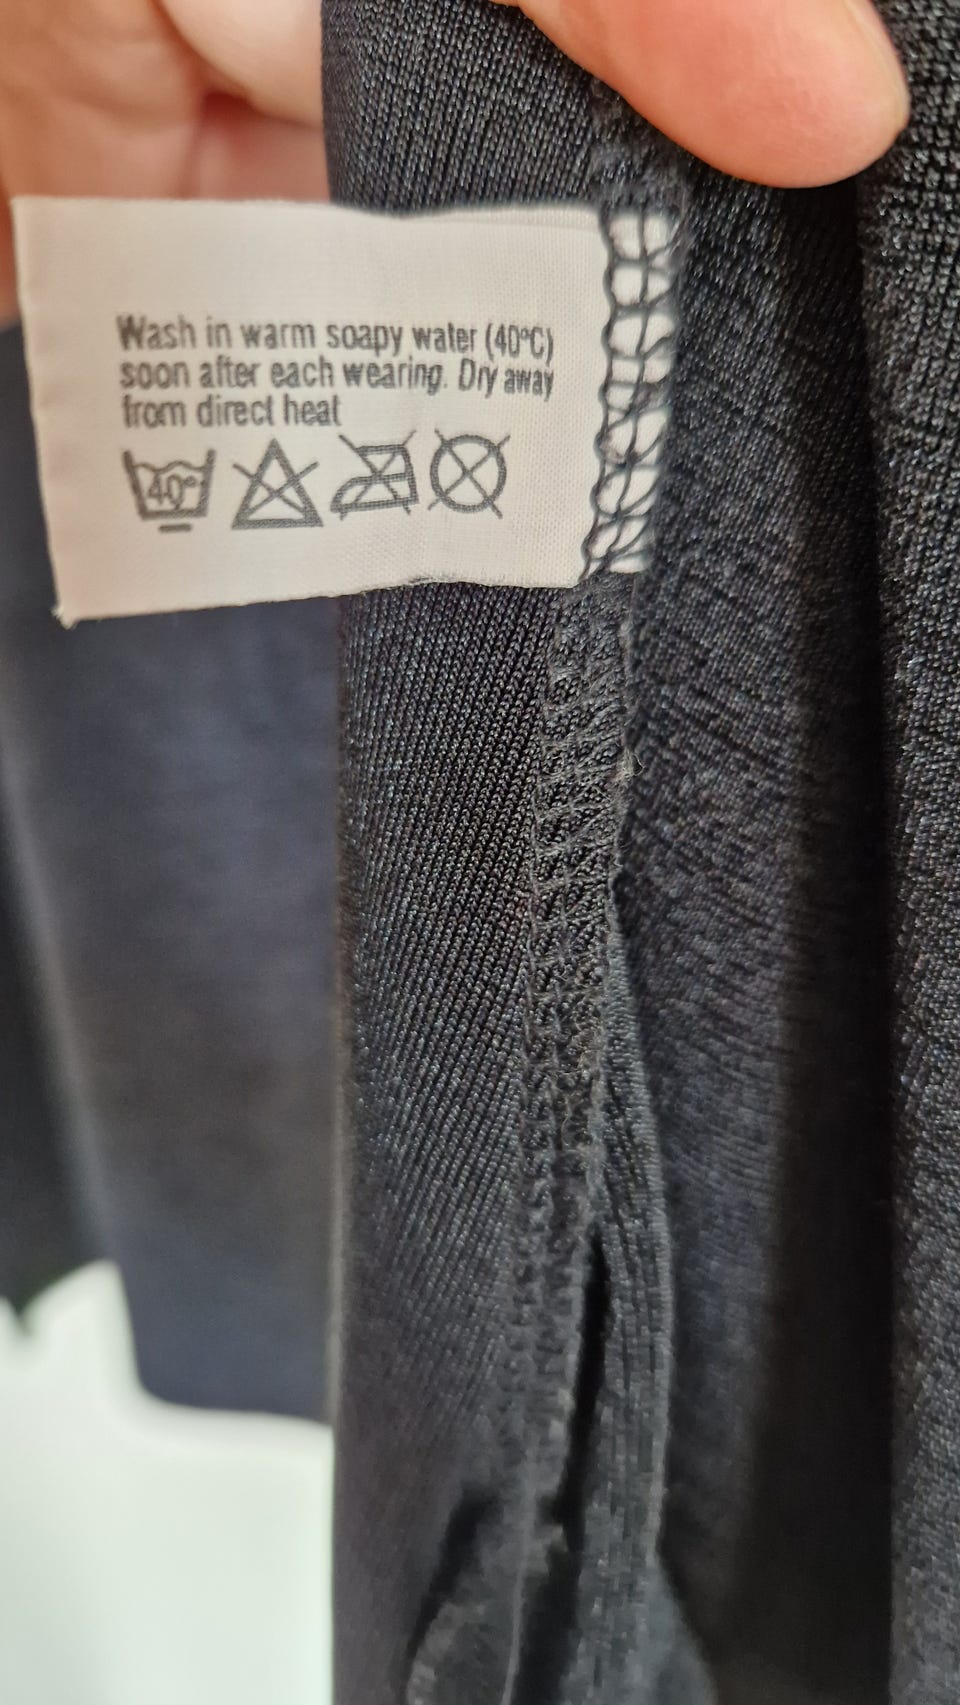 Wash in warm soapy water (40°C)
soon after each wearing. Dry away
from direct heat
40°